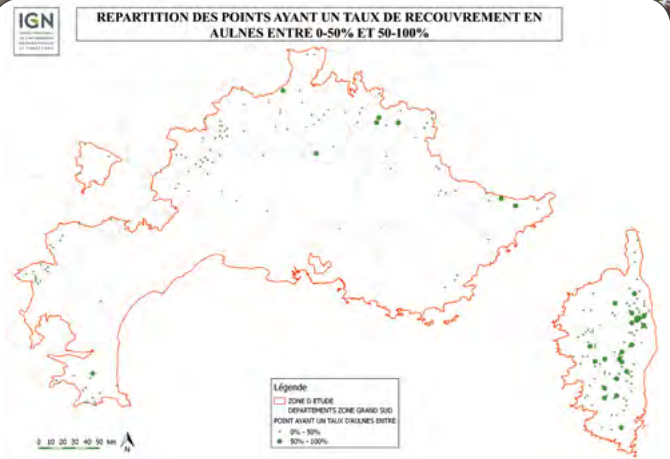 IGN
REPARTITION DES POINTS AYANT UN TAUX DE RECOUVREMENT EN
AULNES ENTRE 0-50% ET 50-100%
Légende
ZONE D ETUDE
DEPARTEMENTS ZONE GRAND SUD
POINT AYANT UN TAUX D'AULNES ENTRE
0% - 50%
50% - 100%
0 10 20 30 40 50 km
N